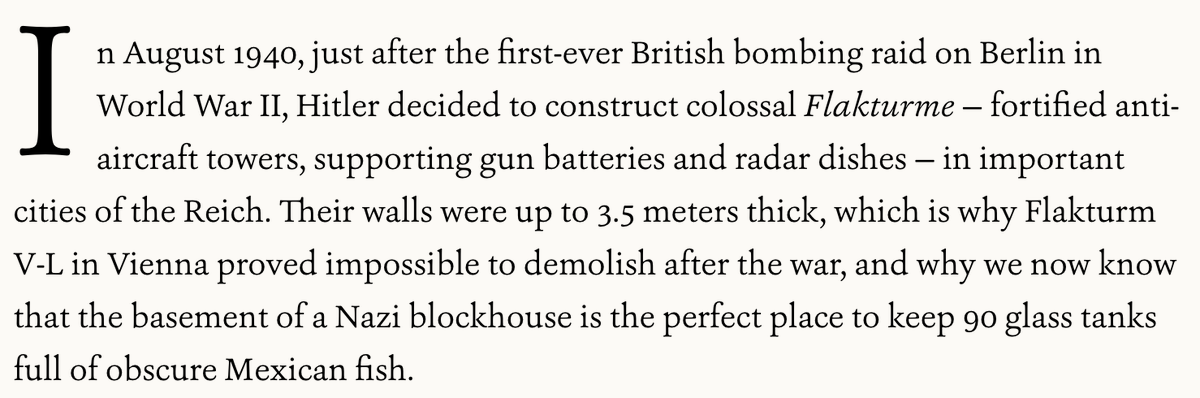 In August 1940, just after the first-ever British bombing raid on Berlin in
World War II, Hitler decided to construct colossal Flakturme – fortified anti-
aircraft towers, supporting gun batteries and radar dishes – in important
cities of the Reich. Their walls were up to 3.5 meters thick, which is why Flakturm
V-L in Vienna proved impossible to demolish after the war, and why we now know
that the basement of a Nazi blockhouse is the perfect place to keep 90 glass tanks
full of obscure Mexican fish.